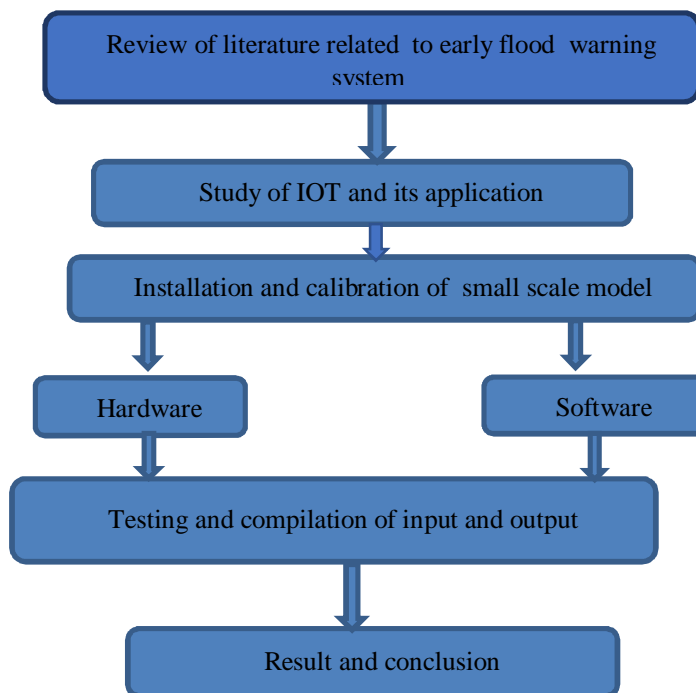 Review of literature related to early flood warning
system
Study of IOT and its application
Installation and calibration of small scale model
Hardware
Software
Testing and compilation of input and output
Result and conclusion